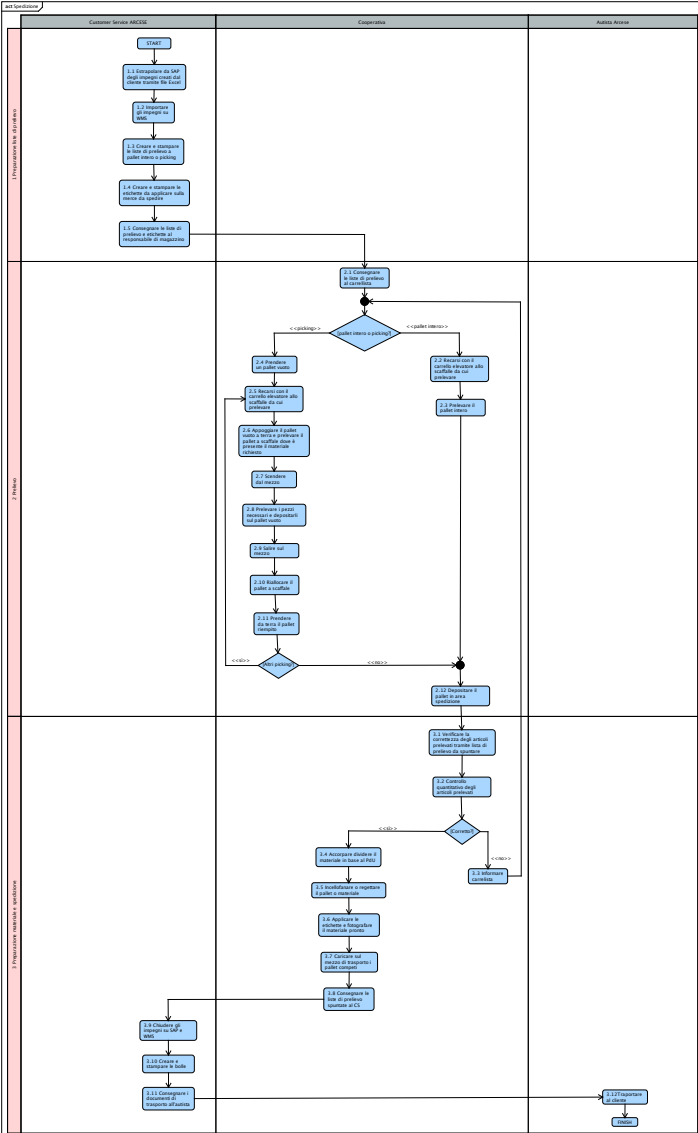 act Spedizione
Customer Service ARCESE
Cooperativa
Autista Arcese
1 Preparazione liste di prelievo
START
1.1 Estrapolare da SAP
degli impegni creati dal
cliente tramite file Excel
1.2 Importare
gli impegni su
WMS
1.3 Creare e stampare
le liste di prelievo a
pallet intero o picking
1.4 Creare e stampare le
etichette da applicare sulla
merce da spedire
1.5 Consegnare le liste di
prelievo e etichette al
responsabile di magazzino
2 Prelievo
2.1 Consegnare
le liste di prelievo
al carrellista
[pallet intero o picking?]
<<picking>>
<<pallet intero>>
2.4 Prendere
un pallet vuoto
2.2 Recarsi con il
carrello elevatore allo
scaffale da cui
prelevare
2.5 Recarsi con il
carrello elevatore allo
scaffale da cui
prelevare
2.3 Prelevare il
pallet intero
2.6 Appoggiare il pallet
vuoto a terra e prelevare il
pallet a scaffale dove è
presente il materiale
richiesto
2.7 Scendere
dal mezzo
2.8 Prelevare i pezzi
necessari e depositarli
sul pallet vuoto
2.9 Salire sul
mezzo
2.10 Riallocare il
pallet a scaffale
2.11 Prendere
da terra il pallet
riempito
[Altri picking?]
<<si>>
<<no>>
2.12 Depositare il
pallet in area
spedizione
3 Preparazione materiale e spedizione
3.1 Verificare la
correttezza degli articoli
prelevati tramite lista di
prelievo da spuntare
3.2 Controllo
quantitativo degli
articoli prelevati
[Corretto?]
<<si>>
<<no>>
3.3 Informare
carrellista
3.4 Accorpare dividere il
materiale in base al
3.5 Incellofanare o regettare
il pallet o materiale
3.6 Applicare le
etichette e fotografare
il materiale pronto
3.7 Caricare sul
mezzo di trasporto i
pallet competi
3.8 Consegnare le
liste di prelievo
spuntate al CS
3.9 Chiudere gli
impegni su SAP e
WMS
3.10 Creare e
stampare le bolle
3.11 Consegnare i
documenti di
trasporto all'autista
3.12Traportare
al cliente
FINISH